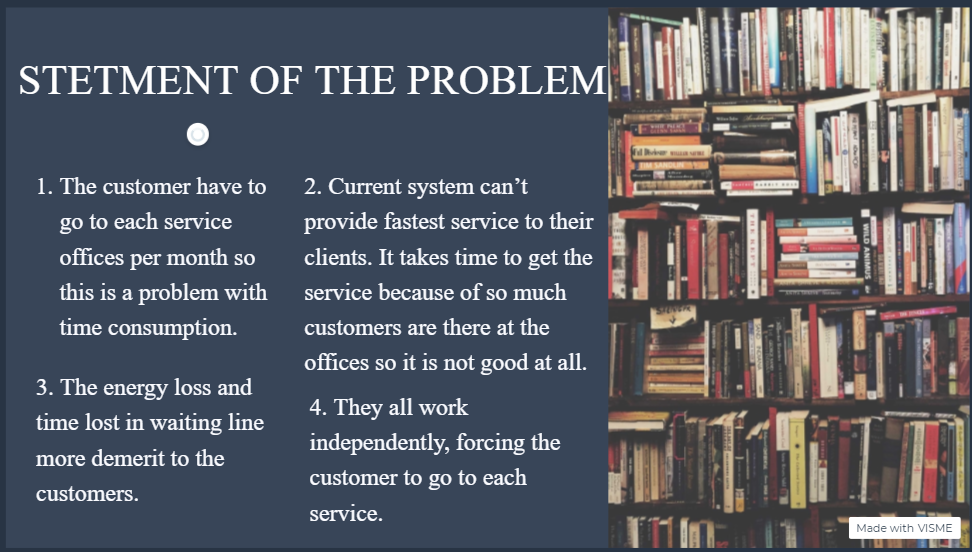 STETMENT OF THE PROBLEM
1. The customer have to
go to each service
offices per month so
this is a problem with
time consumption.
2. Current system can’t
provide fastest service to their
clients. It takes time to get the
service because of so much
customers are there at the
offices so it is not good at all.
3. The energy loss and
time lost in waiting line
more demerit to the
customers.
4. They all work
independently, forcing the
customer to go to each
service.
WILD ANIMUS
Made with VISME